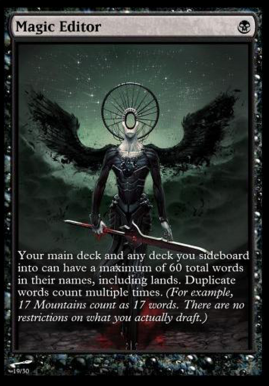 Magic Editor
Your main deck and any deck you sideboard
into can have a maximum of 60 total words
in their names, including lands. Duplicate
words count multiple times. (For example,
17 Mountains count as 17 words. There are no
restrictions on what you actually draft.)
19/50